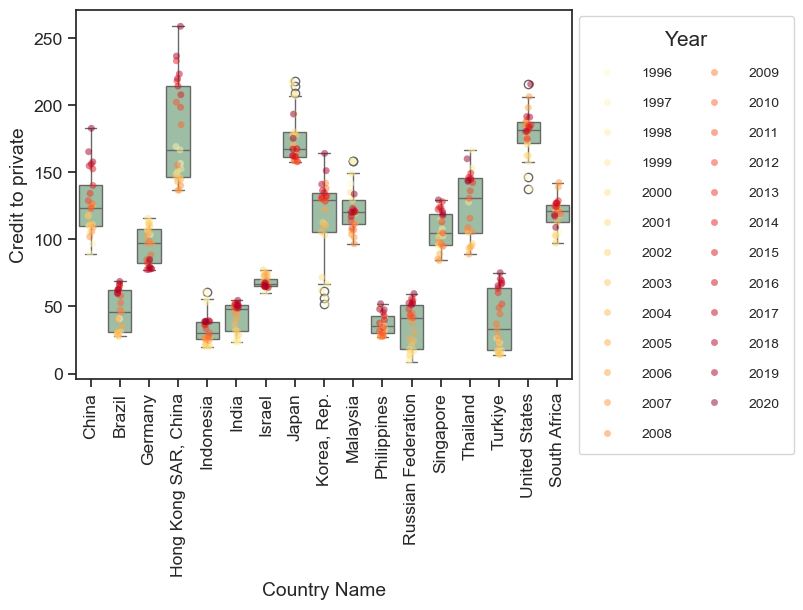 Credit to private
250
200
150
100
50
0
China
Brazil
Germany
Hong Kong SAR, China
Indonesia
India
Israel
Japan
Korea, Rep.
Malaysia
Philippines
Russian Federation
Singapore
Thailand
Turkiye
United States
South Africa
Country Name
Year
1996
1997
1998
1999
2000
2001
2002
2003
2004
2005
2006
2007
2008
2009
2010
2011
2012
2013
2014
2015
2016
2017
2018
2019
2020